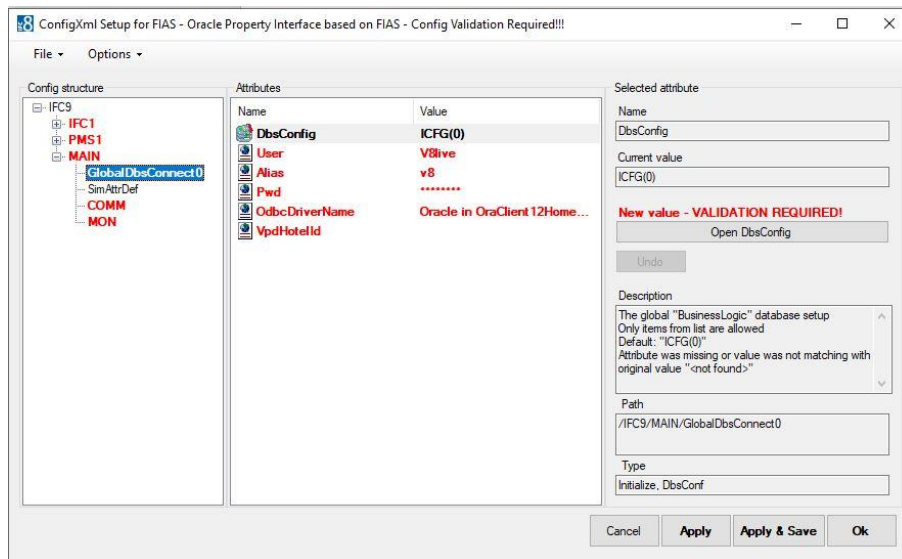 ConfigXml Setup for FIAS - Oracle Property Interface based on FIAS - Config Validation Required!!!
File Options
Config structure
IFC9
IFC1
PMS1
MAIN
GlobalDbsConnect0
SimAttrDef
COMM
MON
Attributes
Name Value
DbsConfig ICFG(0)
User V8live
Alias v8
Pwd ********
OdbcDriverName Oracle in OraClient12Home...
VpdHotelId
Selected attribute
Name
DbsConfig
Current value
ICFG(0)
New value - VALIDATION REQUIRED!
Open DbsConfig
Undo
Description
The global "BusinessLogic" database setup
Only items from list are allowed
Default: "ICFG(0)"
Attribute was missing or value was not matching with
original value "<not found>"
Path
/IFC9/MAIN/GlobalDbsConnect0
Type
Initialize, DbsConf
Cancel Apply Apply & Save Ok